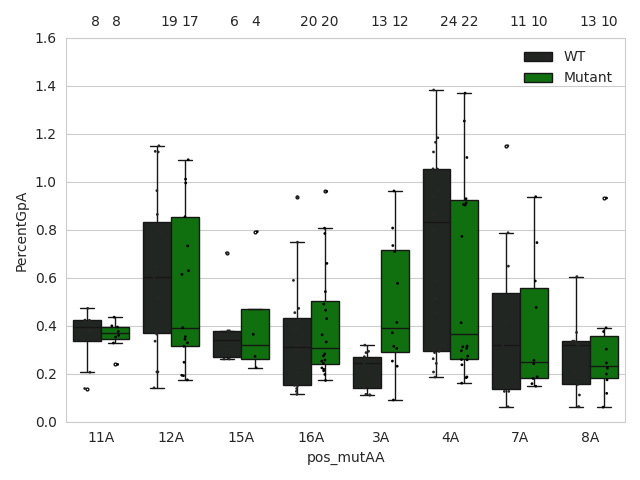 8 8 19 17 6 4 20 20 13 12 24 22 11 10 13 10
1.6
WT
1.4
Mutant
1.2
1.0
0.8
0.6
0.4
0.2
0.0
PercentGpA
11A 12A 15A 16A 3A 4A 7A 8A
pos_mutAA